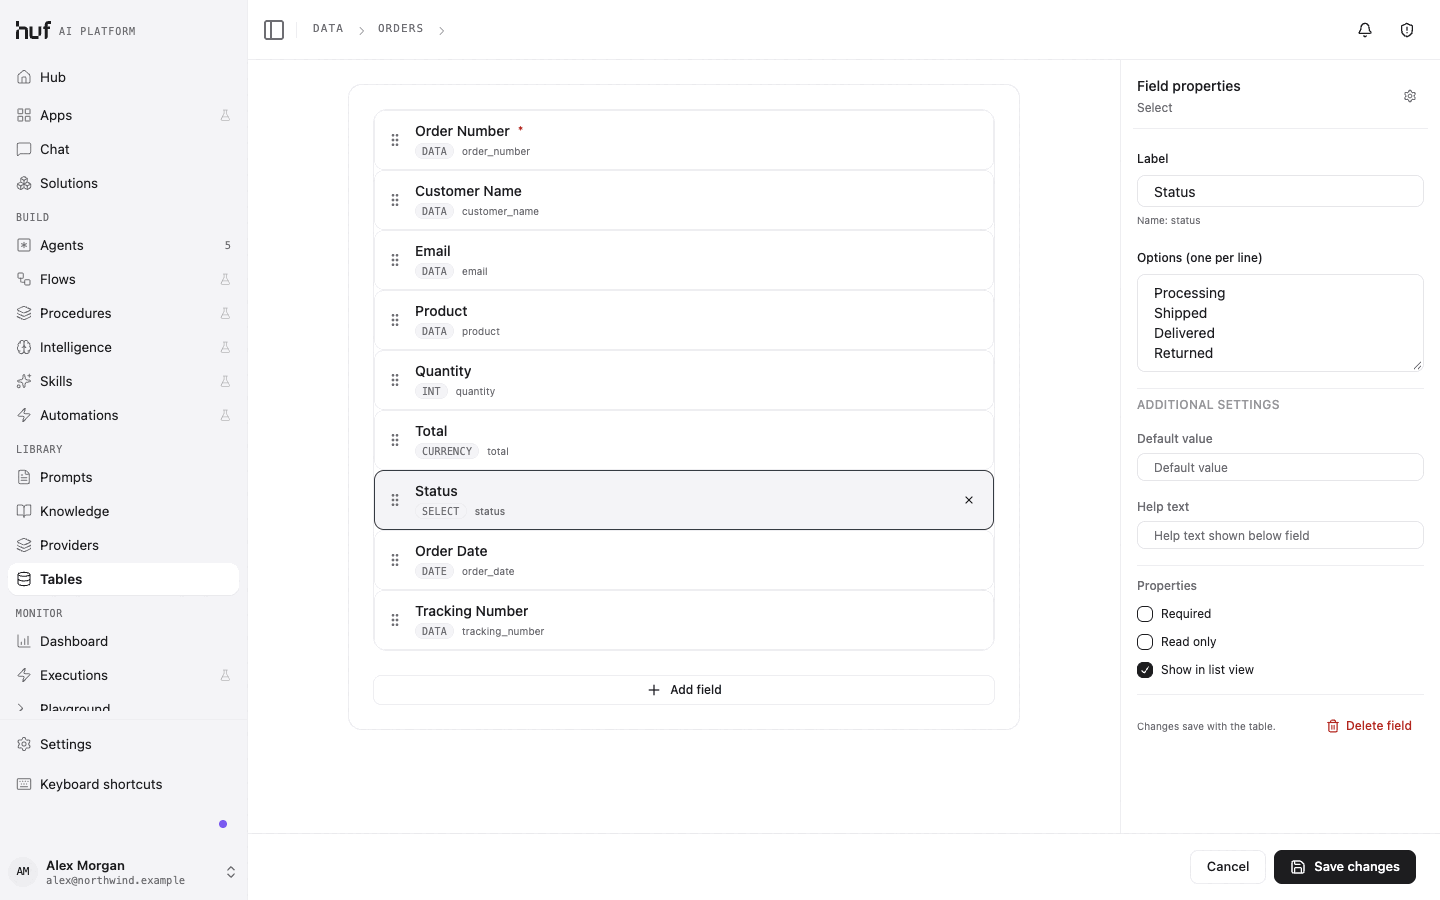 huf AI PLATFORM
Hub
Apps
Chat
Solutions
BUILD
Agents 5
Flows
Procedures
Intelligence
Skills
Automations
LIBRARY
Prompts
Knowledge
Providers
Tables
MONITOR
Dashboard
Executions
Playground
Settings
Keyboard shortcuts
AM
Alex Morgan
alex@northwind.example
DATA
ORDERS
Order Number *
DATA order_number
Customer Name
DATA customer_name
Email
DATA email
Product
DATA product
Quantity
INT quantity
Total
CURRENCY total
Status
SELECT status
Order Date
DATE order_date
Tracking Number
DATA tracking_number
Add field
Field properties
Select
Label
Status
Name: status
Options (one per line)
Processing
Shipped
Delivered
Returned
ADDITIONAL SETTINGS
Default value
Default value
Help text
Help text shown below field
Properties
Required
Read only
Show in list view
Changes save with the table.
Delete field
Cancel
Save changes